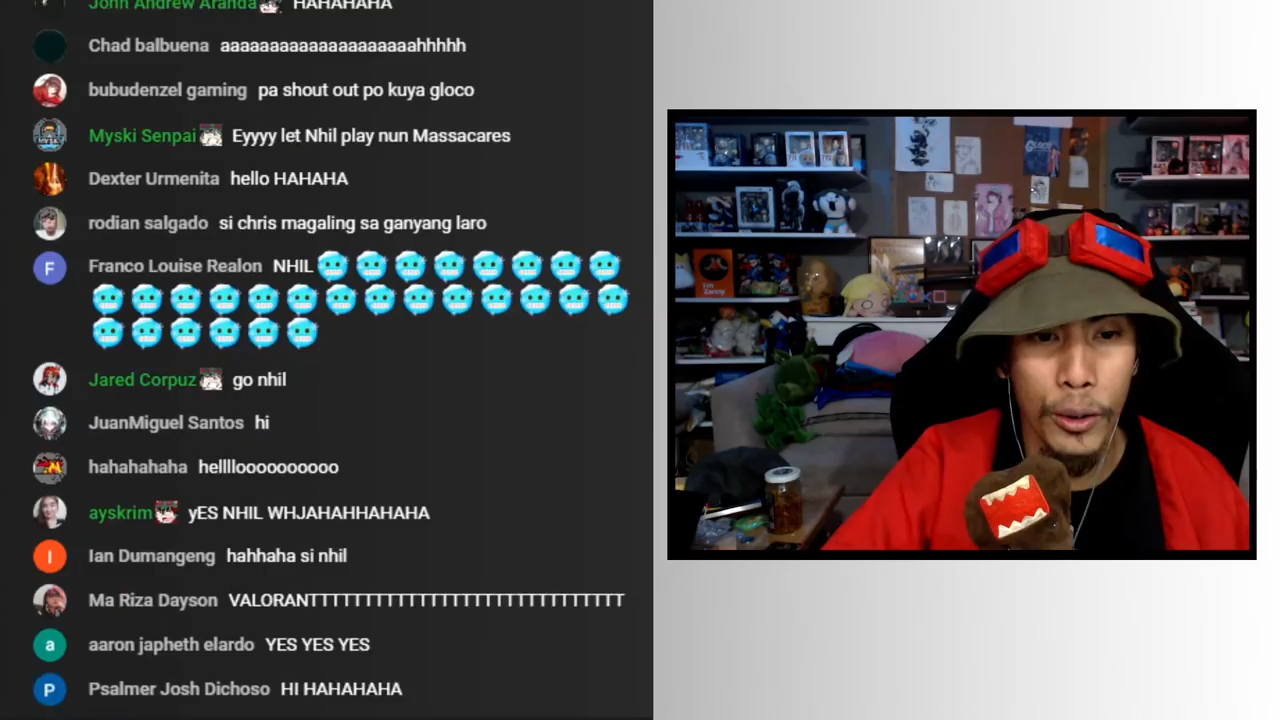 John Andrew Aranda HAHAHAHA
Chad balbuena aaaaaaaaaaaaaaaaaaahhhhh
bubudenzel gaming pa shout out po kuya gloco
Myski Senpai Eyyyy let Nhil play nun Massacares
Dexter Urmenita hello HAHAHA
rodian salgado si chris magaling sa ganyang laro
F Franco Louise Realon NHIL 🥶🥶🥶🥶🥶🥶🥶🥶
🥶🥶🥶🥶🥶🥶🥶🥶🥶🥶🥶🥶🥶🥶
🥶🥶🥶🥶🥶🥶
Jared Corpuz go nhil
JuanMiguel Santos hi
hahahahaha helllloooooooooo
ayskrim yES NHIL WHJAHAHHAHAHA
I Ian Dumangeng hahhaha si nhil
Ma Riza Dayson VALORANTTTTTTTTTTTTTTTTTTTTTTTTTTTTT
a aaron japheth elardo YES YES YES
P Psalmer Josh Dichoso HI HAHAHAHA